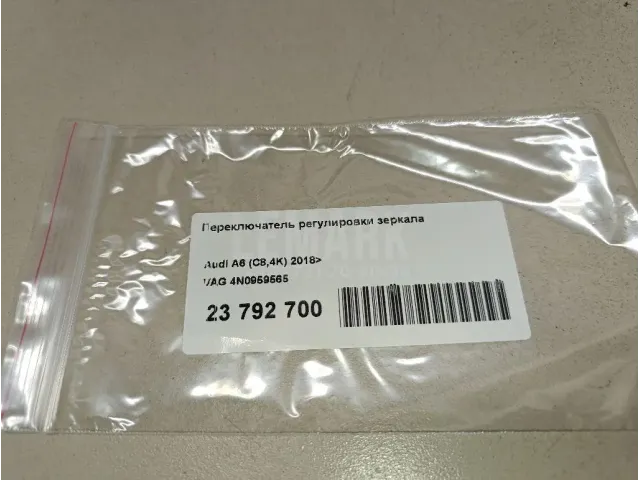 Переключатель регулировки зеркала
Audi A6 (C8,4K) 2018>
VAG 4N0959565
23 792 700